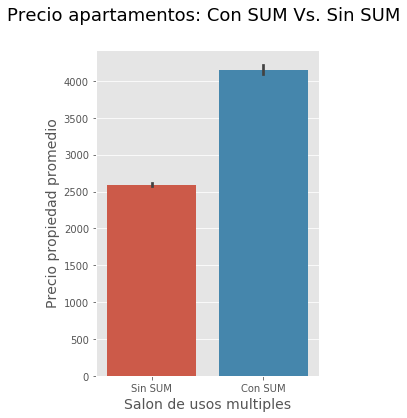 Precio apartamentos: Con SUM Vs. Sin SUM
4000
3500
3000
2500
2000
1500
1000
500
0
Precio propiedad promedio
Sin SUM
Con SUM
Salon de usos multiples